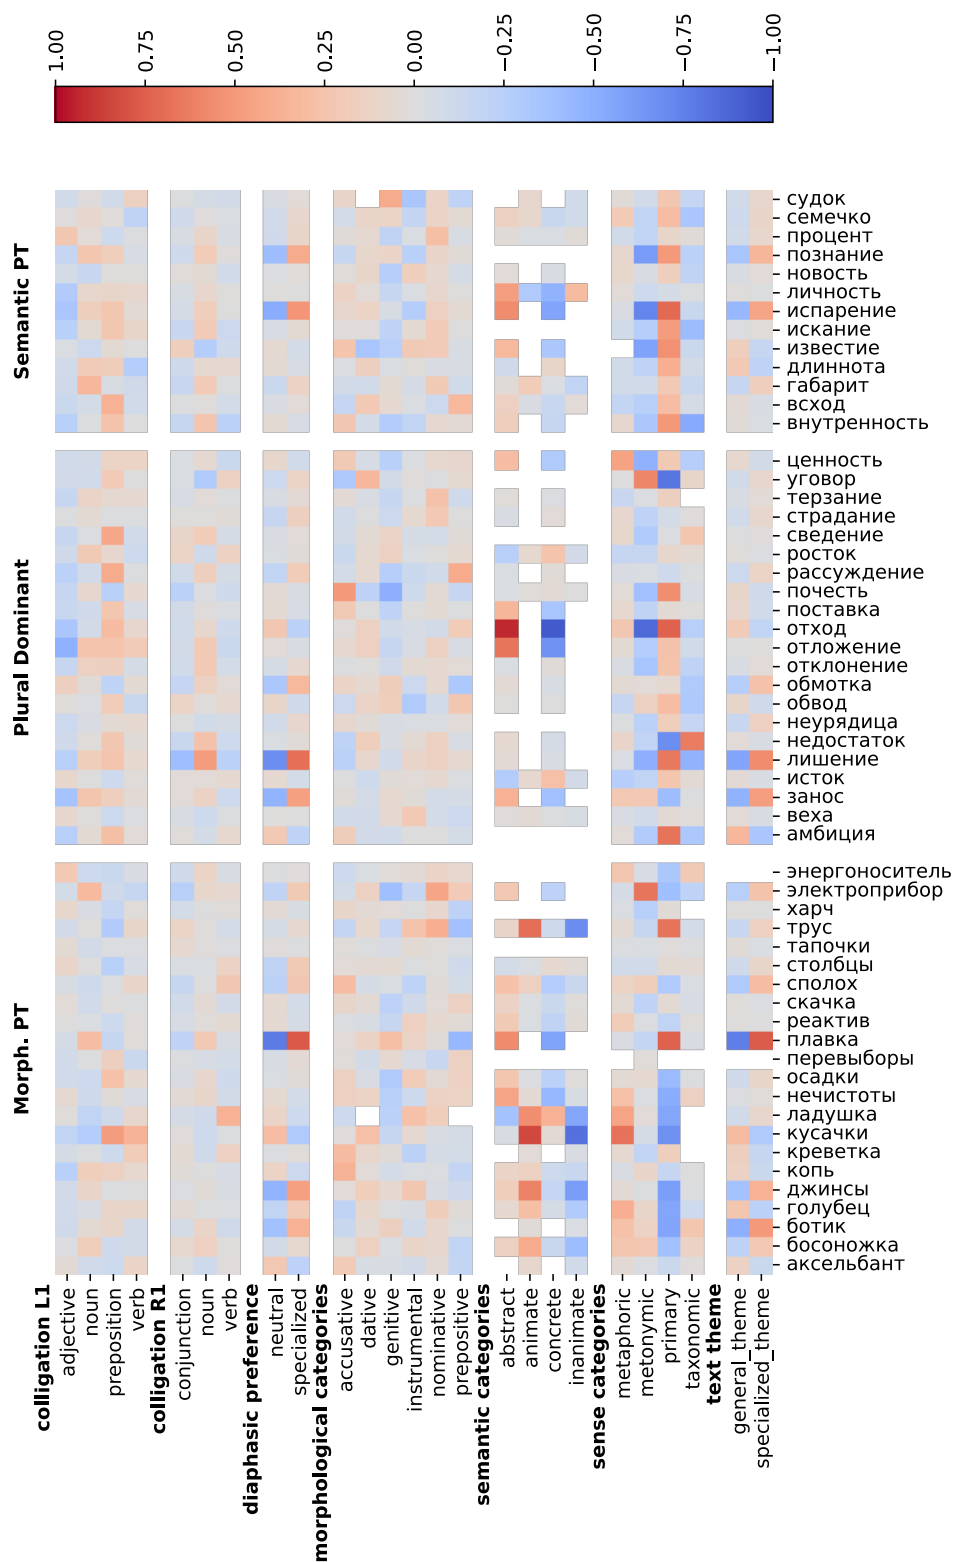 1.00
0.75
0.50
0.25
0.00
−0.25
−0.50
−0.75
−1.00
Semantic PT
судок
семечко
процент
познание
новость
личность
испарение
искание
известие
длиннота
габарит
всход
внутренность
Plural Dominant
ценность
уговор
терзание
страдание
сведение
росток
рассуждение
почесть
поставка
отход
отложение
отклонение
обмотка
обвод
неурядица
недостаток
лишение
исток
занос
веха
амбиция
Morph. PT
энергоноситель
электроприбор
харч
трус
тапочки
столбцы
сполох
скачка
реактив
плавка
перевыборы
осадки
нечистоты
ладушка
кусачки
креветка
копь
джинсы
голубец
ботик
босоножка
аксельбант
colligation L1
adjective
noun
preposition
verb
colligation R1
conjunction
noun
verb
diaphasic preference
neutral
specialized
morphological categories
accusative
dative
genitive
instrumental
nominative
prepositive
semantic categories
abstract
animate
concrete
inanimate
sense categories
metaphoric
metonymic
primary
taxonomic
text theme
general_theme
specialized_theme